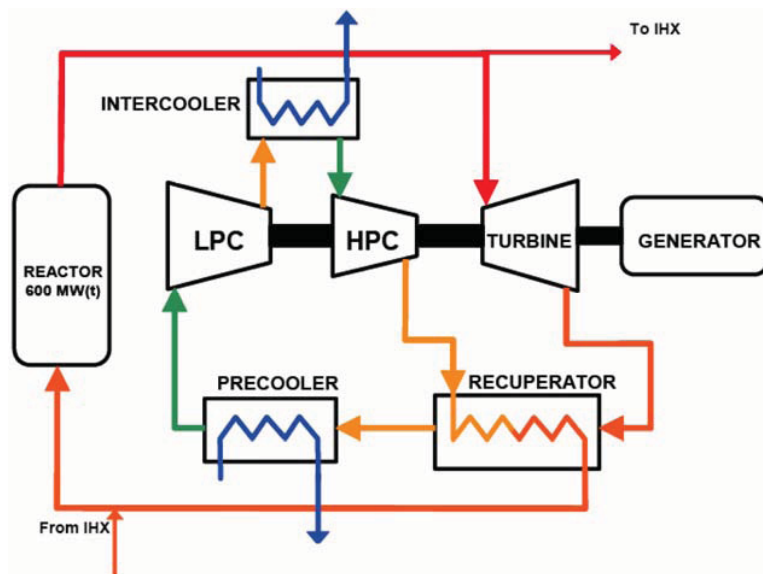 To IHX
INTERCOOLER
LPC
HPC
TURBINE
GENERATOR
REACTOR
600 MW(t)
PRECOOLER
RECUPERATOR
From IHX